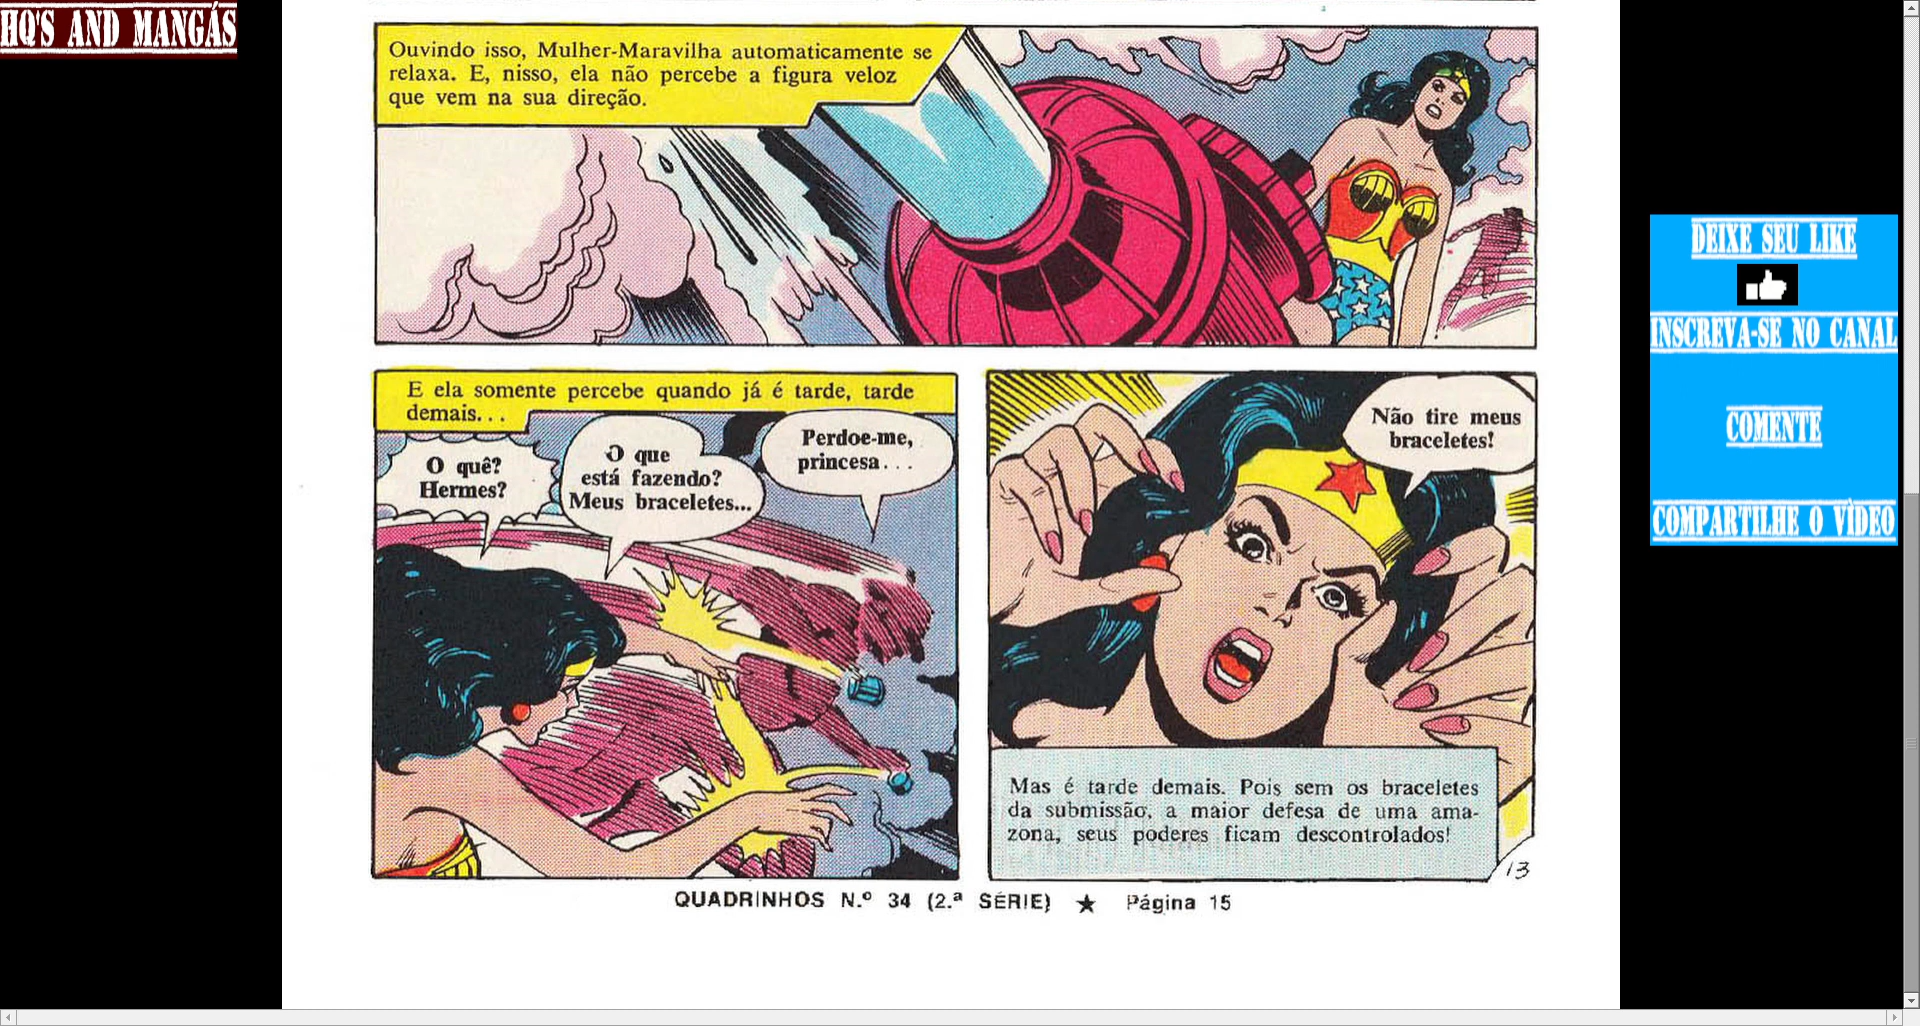 HQ'S AND MANGÁS
Ouvindo isso, Mulher-Maravilha automaticamente se
relaxa. E, nisso, ela não percebe a figura veloz
que vem na sua direção.
E ela somente percebe quando já é tarde, tarde
demais...
O quê?
Hermes?
O que
está fazendo?
Meus braceletes...
Perdoe-me,
princesa...
Não tire meus
braceletes!
Mas é tarde demais. Pois sem os braceletes
da submissão, a maior defesa de uma ama-
zona, seus poderes ficam descontrolados!
13
QUADRINHOS N.º 34 (2.ª SÉRIE) ★ Página 15
DEIXE SEU LIKE
INSCREVA-SE NO CANAL
COMENTE
COMPARTILHE O VÍDEO